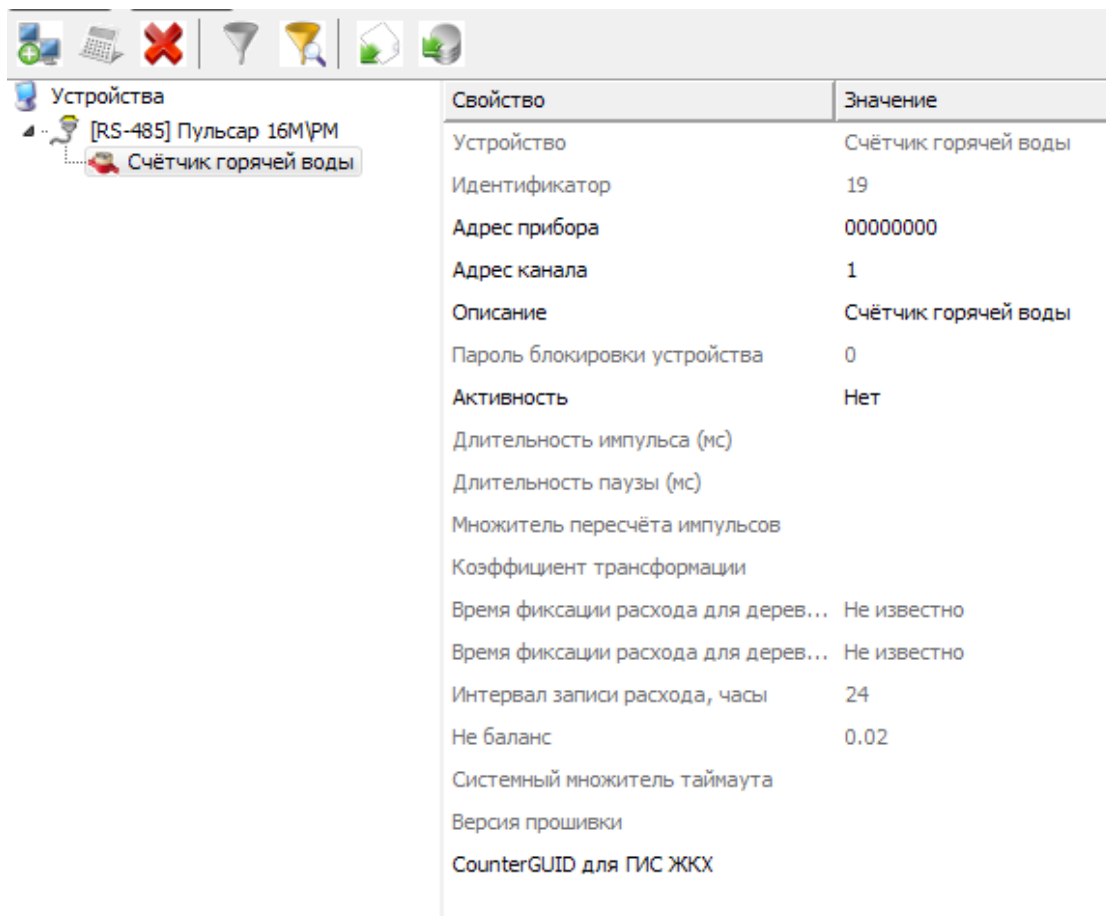 Устройства
[RS-485] Пульсар 16М\РМ
Счётчик горячей воды
Свойство Значение
Устройство Счётчик горячей воды
Идентификатор 19
Адрес прибора 00000000
Адрес канала 1
Описание Счётчик горячей воды
Пароль блокировки устройства 0
Активность Нет
Длительность импульса (мс)
Длительность паузы (мс)
Множитель пересчёта импульсов
Коэффициент трансформации
Время фиксации расхода для дерев... Не известно
Время фиксации расхода для дерев... Не известно
Интервал записи расхода, часы 24
Не баланс 0.02
Системный множитель таймаута
Версия прошивки
CounterGUID для ГИС ЖКХ